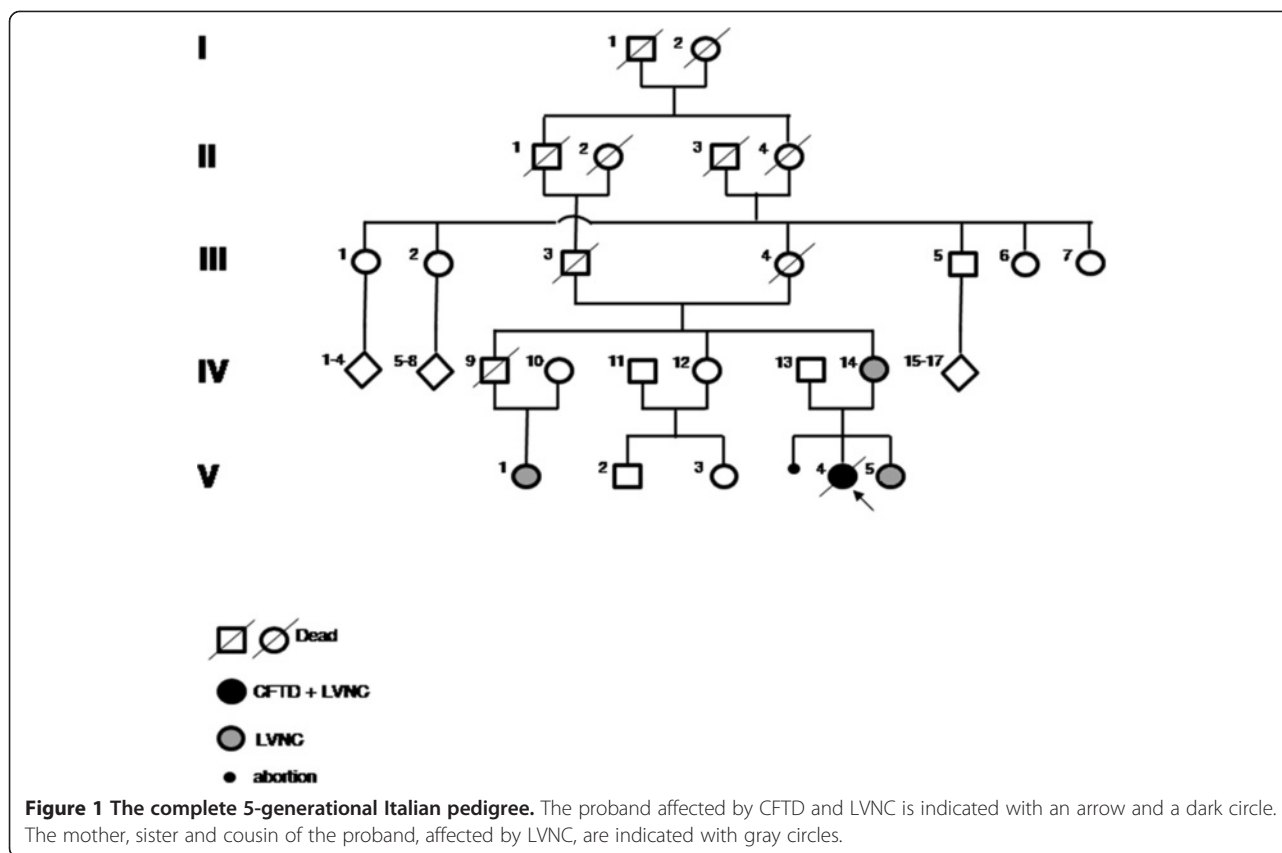 I
1 2
II
1 2 3 4
III
1 2 3 4 5 6 7
IV
1-4 5-8 9 10 11 12 13 14 15-17
V
1 2 3 4 5
Dead
CFTD + LVNC
LVNC
abortion
Figure 1 The complete 5-generational Italian pedigree. The proband affected by CFTD and LVNC is indicated with an arrow and a dark circle.
The mother, sister and cousin of the proband, affected by LVNC, are indicated with gray circles.